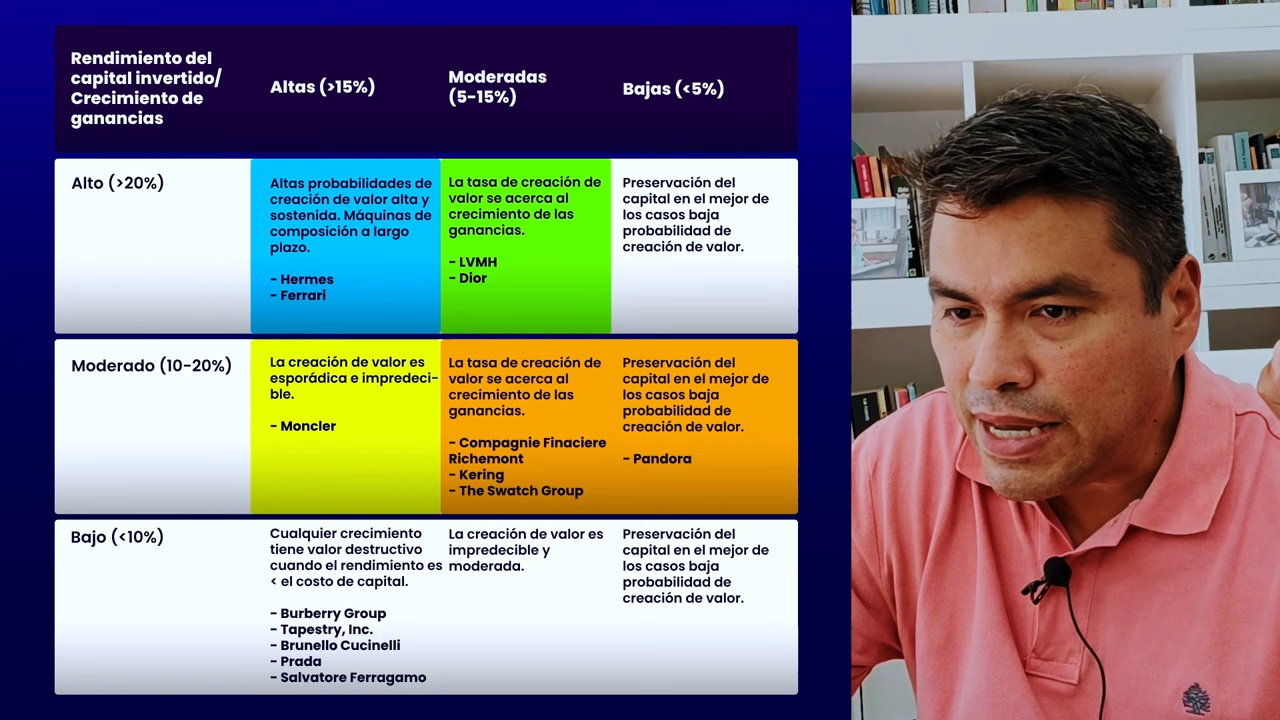 Rendimiento del
capital invertido/
Crecimiento de
ganancias
Altas (>15%)
Moderadas
(5-15%)
Bajas (<5%)
Alto (>20%)
Altas probabilidades de
creación de valor alta y
sostenida. Máquinas de
composición a largo
plazo.
- Hermes
- Ferrari
La tasa de creación de
valor se acerca al
crecimiento de las
ganancias.
- LVMH
- Dior
Preservación del
capital en el mejor de
los casos baja
probabilidad de
creación de valor.
Moderado (10-20%)
La creación de valor es
esporádica e impredeci-
ble.
- Moncler
La tasa de creación de
valor se acerca al
crecimiento de las
ganancias.
- Compagnie Finaciere
Richemont
- Kering
- The Swatch Group
Preservación del
capital en el mejor de
los casos baja
probabilidad de
creación de valor.
- Pandora
Bajo (<10%)
Cualquier crecimiento
tiene valor destructivo
cuando el rendimiento es
< el costo de capital.
- Burberry Group
- Tapestry, Inc.
- Brunello Cucinelli
- Prada
- Salvatore Ferragamo
La creación de valor es
impredecible y
moderada.
Preservación del
capital en el mejor de
los casos baja
probabilidad de
creación de valor.